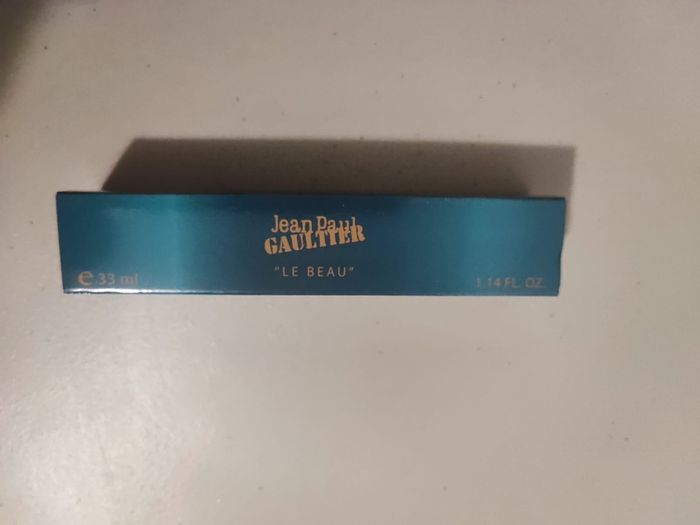 Jean Paul
GAULTIER
"LE BEAU"
e 33 ml
1.14 FL. OZ.